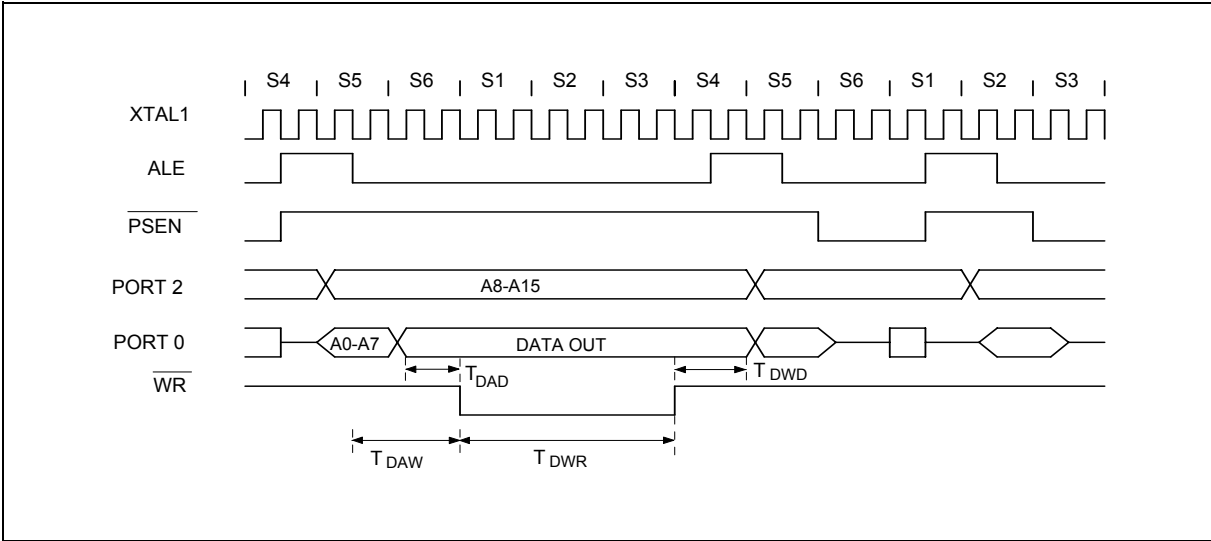 S4 S5 S6 S1 S2 S3 S4 S5 S6 S1 S2 S3
XTAL1
ALE
PSEN
PORT 2 A8-A15
PORT 0 A0-A7 DATA OUT
TDAD TDWD
WR
TDAW TDWR